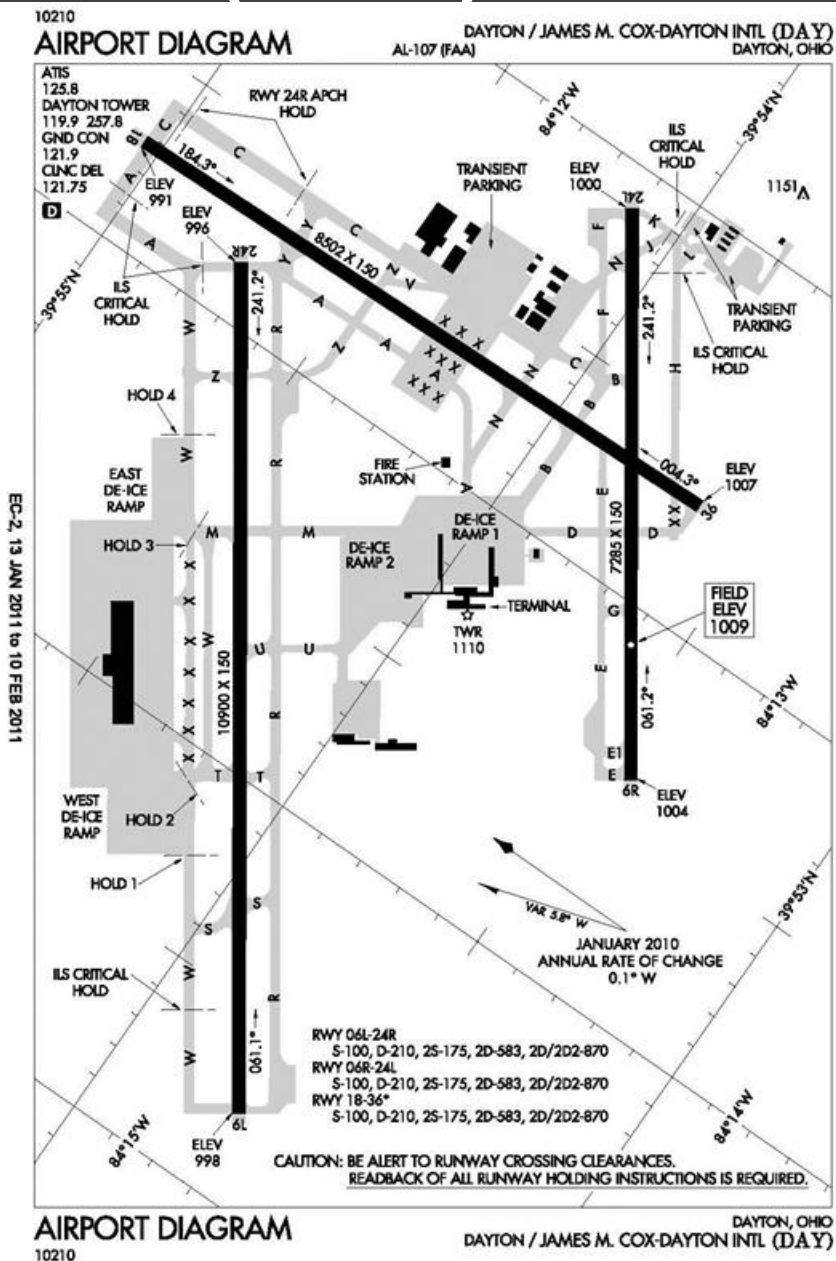 10210
AIRPORT DIAGRAM
AL-107 (FAA)
DAYTON / JAMES M. COX-DAYTON INTL (DAY)
DAYTON, OHIO
ATIS
125.8
DAYTON TOWER
119.9 257.8
GND CON
121.9
CLNC DEL
121.75
D
RWY 24R APCH
HOLD
84°12'W
39°54'N
ILS
CRITICAL
HOLD
1151
C
18
184.3°
A
ELEV
991
C
TRANSIENT
PARKING
ELEV
1000
24L
K
F
J
N
L
ELEV
996
24R
Y
Y
C
8502 X 150
Z
V
A
39°55'N
ILS
CRITICAL
HOLD
241.2°
Y
A
A
F
241.2°
TRANSIENT
PARKING
ILS CRITICAL
HOLD
W
R
Z
Z
X X X
X X X
A
X X X
N
N
C
B
B
H
HOLD 4
W
R
FIRE
STATION
A
N
B
004.3°
ELEV
1007
36
EAST
DE-ICE
RAMP
HOLD 3
M
M
DE-ICE
RAMP 2
DE-ICE
RAMP 1
E
D
7285 X 150
D
X X
X
X
X
X
X
X
X
X
W
U
U
TERMINAL
TWR
1110
G
FIELD
ELEV
1009
10900 X 150
R
E
061.2°
84°13'W
EC-2, 13 JAN 2011 to 10 FEB 2011
T
T
E1
E
6R
ELEV
1004
WEST
DE-ICE
RAMP
HOLD 2
HOLD 1
S
S
VAR 5.8° W
39°53'N
JANUARY 2010
ANNUAL RATE OF CHANGE
0.1° W
ILS CRITICAL
HOLD
W
R
W
061.1°
RWY 06L-24R
S-100, D-210, 2S-175, 2D-583, 2D/2D2-870
RWY 06R-24L
S-100, D-210, 2S-175, 2D-583, 2D/2D2-870
RWY 18-36*
S-100, D-210, 2S-175, 2D-583, 2D/2D2-870
6L
ELEV
998
84°15'W
84°14'W
CAUTION: BE ALERT TO RUNWAY CROSSING CLEARANCES.
READBACK OF ALL RUNWAY HOLDING INSTRUCTIONS IS REQUIRED.
AIRPORT DIAGRAM
10210
DAYTON, OHIO
DAYTON / JAMES M. COX-DAYTON INTL (DAY)